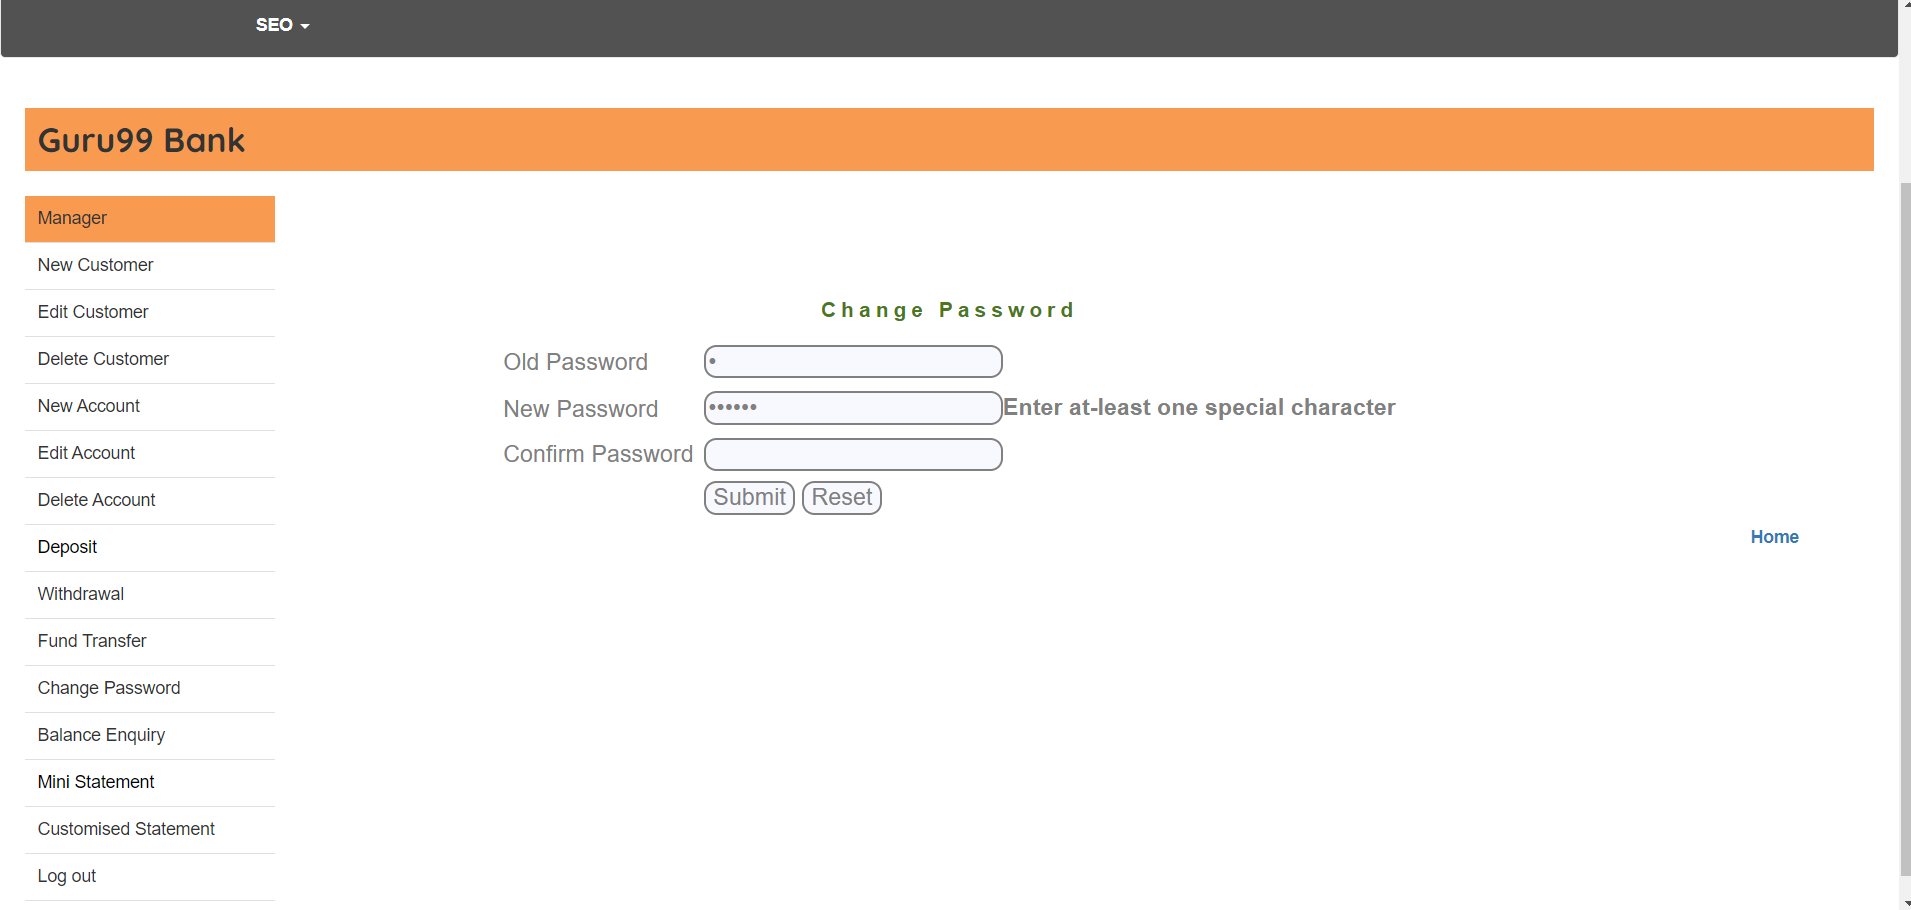 SEO
Guru99 Bank
Manager
New Customer
Edit Customer
Delete Customer
New Account
Edit Account
Delete Account
Deposit
Withdrawal
Fund Transfer
Change Password
Balance Enquiry
Mini Statement
Customised Statement
Log out
Change Password
Old Password •
New Password •••••• Enter at-least one special character
Confirm Password
Submit Reset
Home